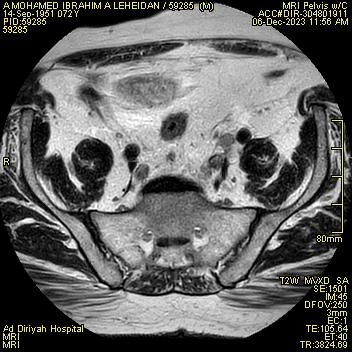 A MOHAMED IBRAHIM A LEHEIDAN / 59285 (M)
14-Sep-1951 072Y
PID:59285
59285
MRI Pelvis w/C
ACC#DIR-304801911
06-Dec-2023 11:56 AM
R
80mm
Ad Diriyah Hospital
MRI
MRI
T2W_MVXD_SA
SE:1501
IM:45
DFOV:250
3mm
EC:1
TE:105.64
ET:40
TR:3824.69